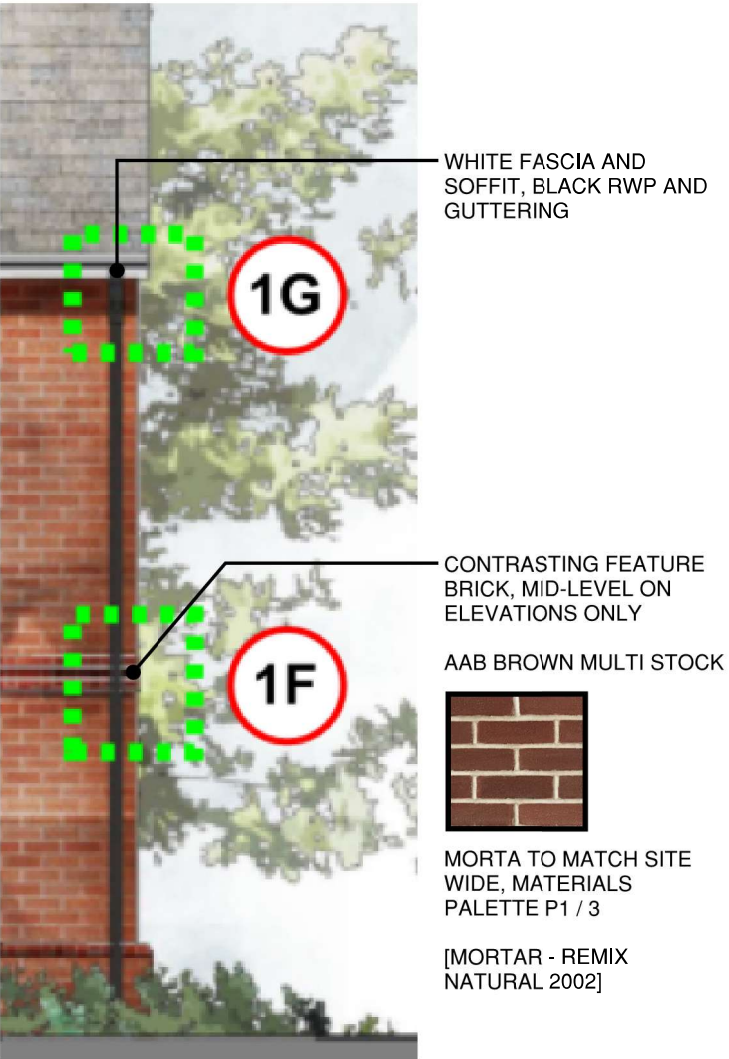 WHITE FASCIA AND
SOFFIT, BLACK RWP AND
GUTTERING
1G
CONTRASTING FEATURE
BRICK, MID-LEVEL ON
ELEVATIONS ONLY
AAB BROWN MULTI STOCK
1F
MORTA TO MATCH SITE
WIDE, MATERIALS
PALETTE P1 / 3
[MORTAR - REMIX
NATURAL 2002]